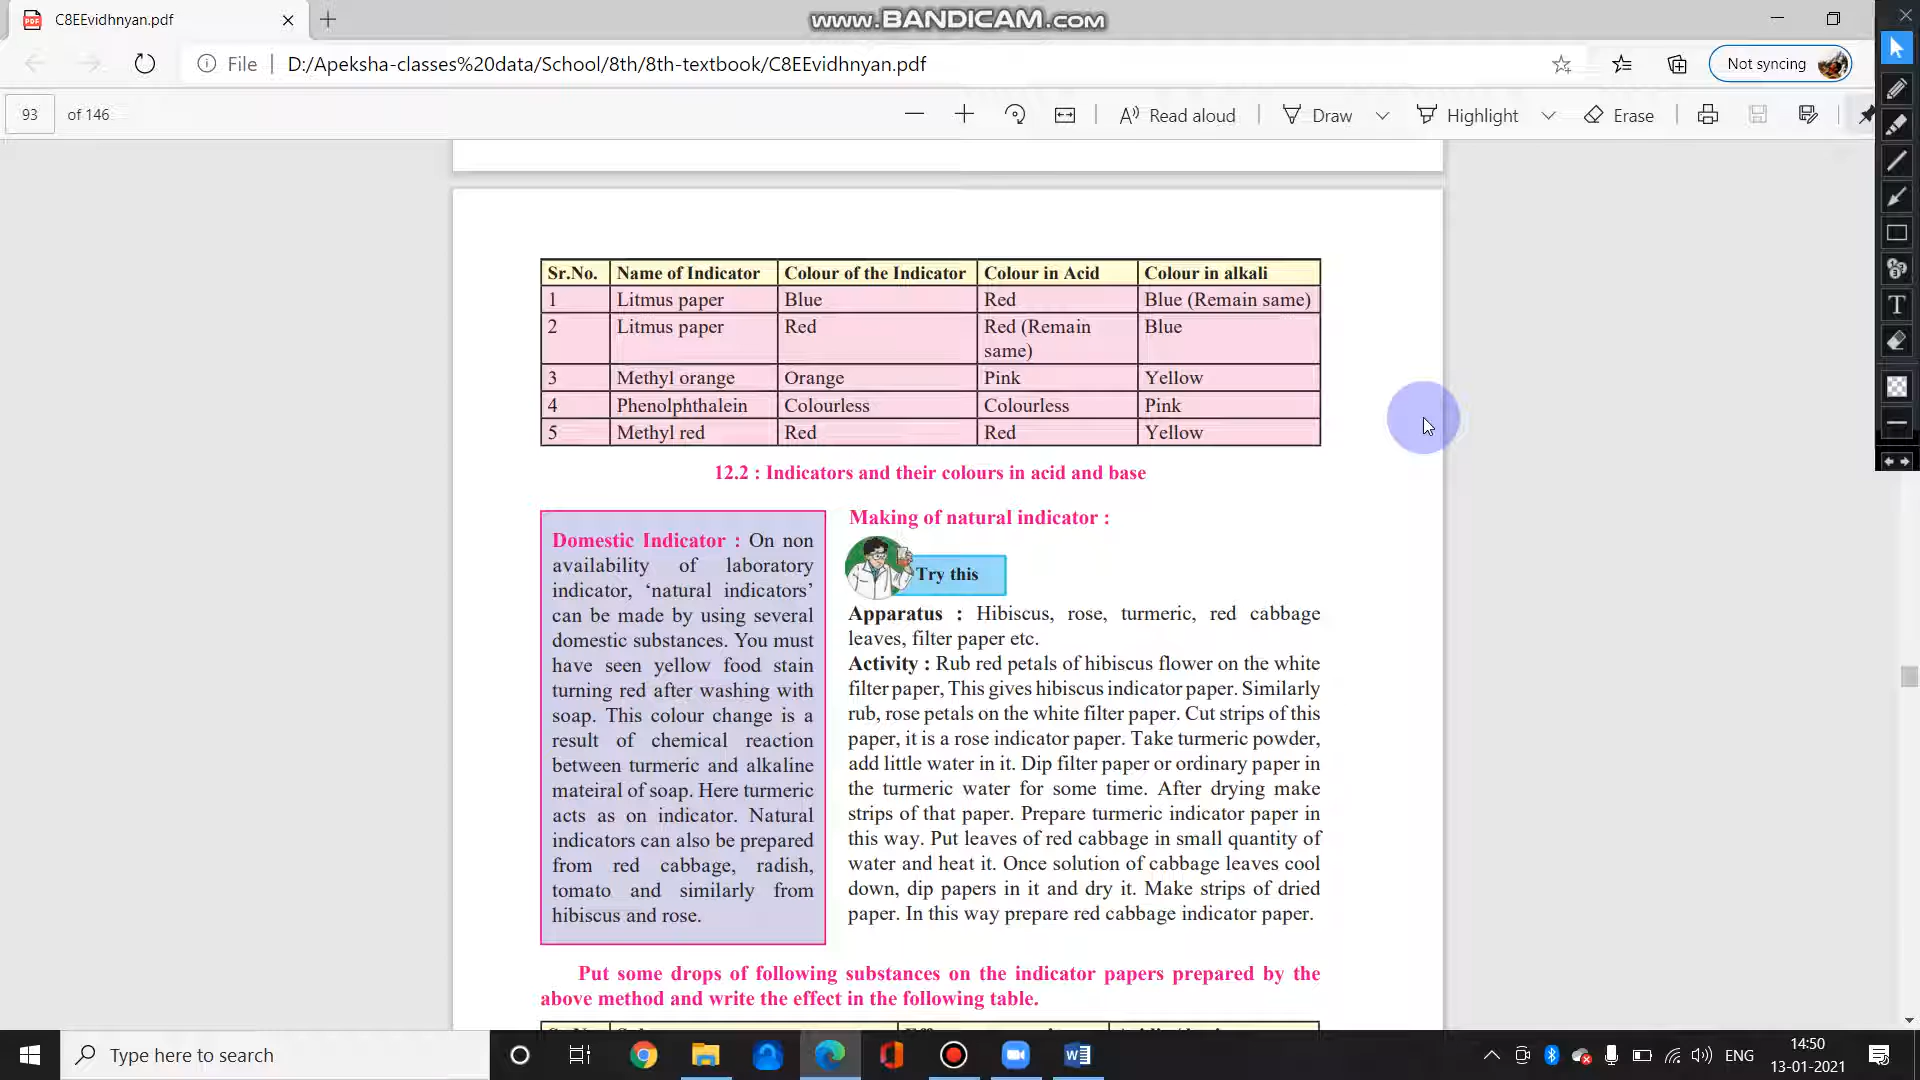 C8EEvidhnyan.pdf
www.BANDICAM.com
File
D:/Apeksha-classes%20data/School/8th/8th-textbook/C8EEvidhnyan.pdf
Not syncing
93 of 146
Read aloud
Draw
Highlight
Erase
Sr.No. Name of Indicator Colour of the Indicator Colour in Acid Colour in alkali
1 Litmus paper Blue Red Blue (Remain same)
2 Litmus paper Red Red (Remain same) Blue
3 Methyl orange Orange Pink Yellow
4 Phenolphthalein Colourless Colourless Pink
5 Methyl red Red Red Yellow
12.2 : Indicators and their colours in acid and base
Domestic Indicator : On non
availability of laboratory
indicator, ‘natural indicators’
can be made by using several
domestic substances. You must
have seen yellow food stain
turning red after washing with
soap. This colour change is a
result of chemical reaction
between turmeric and alkaline
mateiral of soap. Here turmeric
acts as on indicator. Natural
indicators can also be prepared
from red cabbage, radish,
tomato and similarly from
hibiscus and rose.
Making of natural indicator :
Try this
Apparatus : Hibiscus, rose, turmeric, red cabbage
leaves, filter paper etc.
Activity : Rub red petals of hibiscus flower on the white
filter paper, This gives hibiscus indicator paper. Similarly
rub, rose petals on the white filter paper. Cut strips of this
paper, it is a rose indicator paper. Take turmeric powder,
add little water in it. Dip filter paper or ordinary paper in
the turmeric water for some time. After drying make
strips of that paper. Prepare turmeric indicator paper in
this way. Put leaves of red cabbage in small quantity of
water and heat it. Once solution of cabbage leaves cool
down, dip papers in it and dry it. Make strips of dried
paper. In this way prepare red cabbage indicator paper.
Put some drops of following substances on the indicator papers prepared by the
above method and write the effect in the following table.
Type here to search
ENG
14:50
13-01-2021